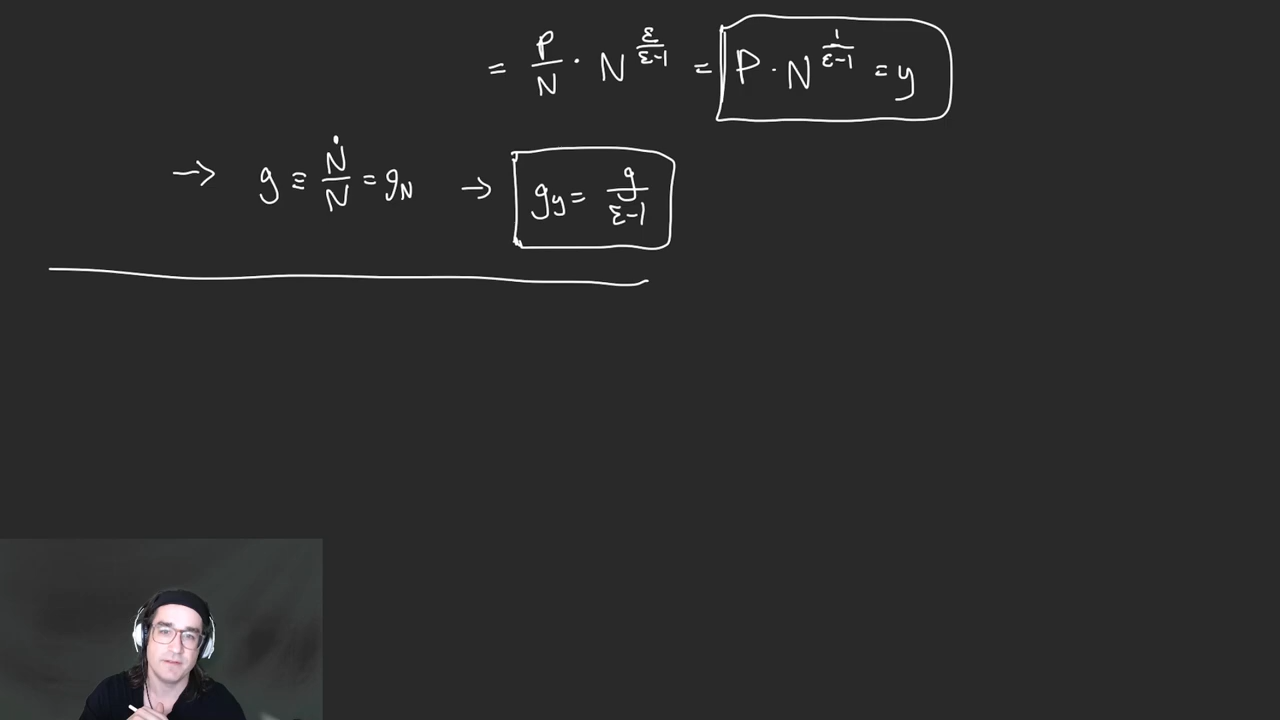 = P/N · N^(ε/(ε-1)) = P · N^(1/(ε-1)) = y
→ g ≡ Ṅ/N = g_N → g_y = g/(ε-1)